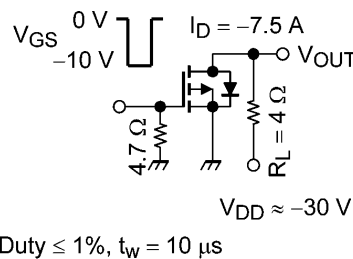 0 V
V_GS
−10 V
I_D = −7.5 A
V_OUT
4.7 Ω
R_L = 4 Ω
V_DD ≈ −30 V
Duty ≤ 1%, t_w = 10 μs